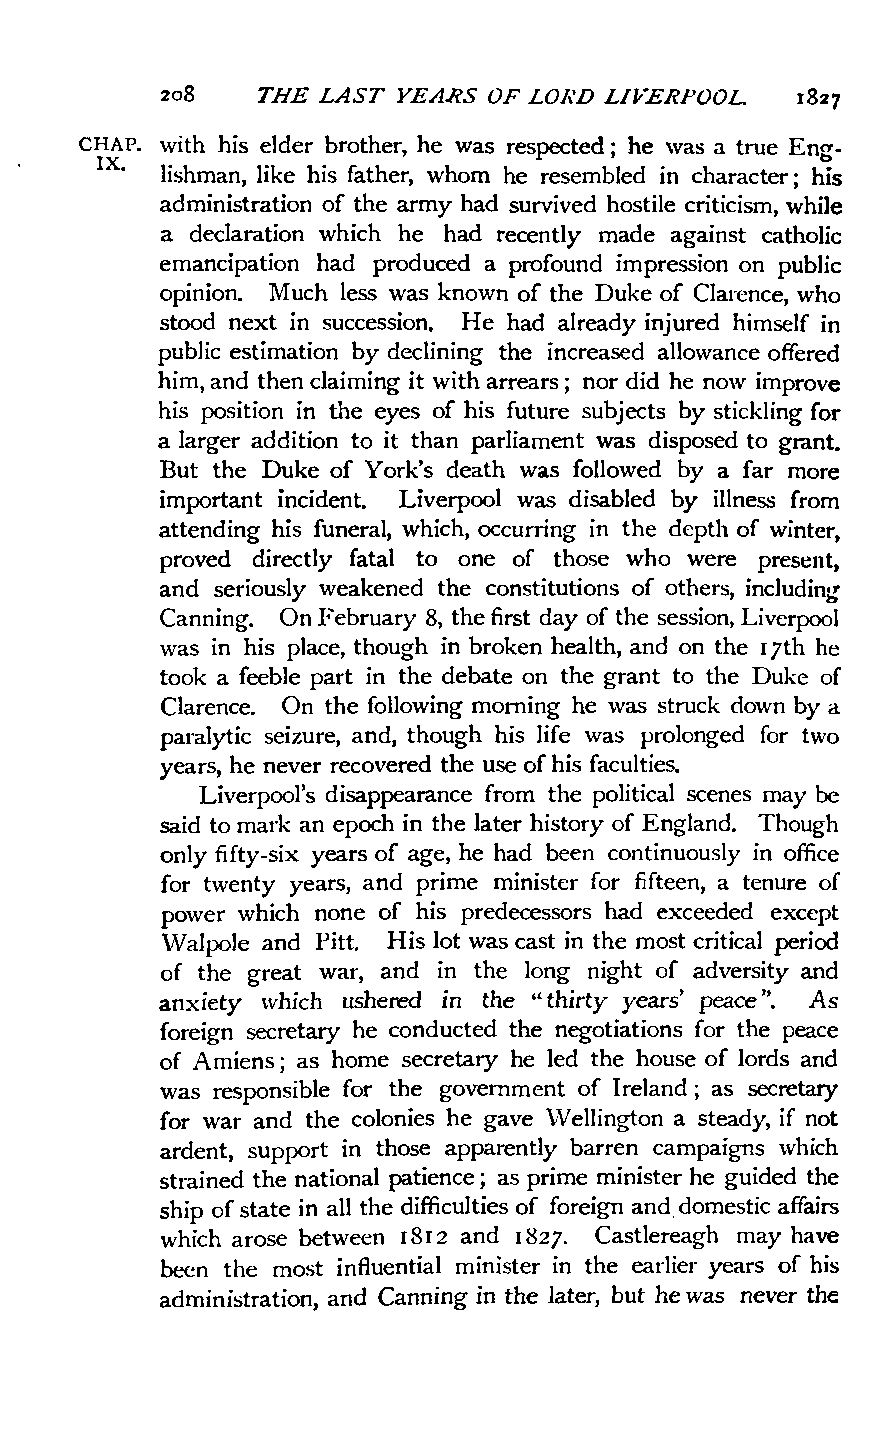 208 THE LAST YEARS OF LORD LIVERPOOL. 1827
CHAP. IX.
with his elder brother, he was respected; he was a true Eng-
lishman, like his father, whom he resembled in character; his
administration of the army had survived hostile criticism, while
a declaration which he had recently made against catholic
emancipation had produced a profound impression on public
opinion. Much less was known of the Duke of Clarence, who
stood next in succession. He had already injured himself in
public estimation by declining the increased allowance offered
him, and then claiming it with arrears; nor did he now improve
his position in the eyes of his future subjects by stickling for
a larger addition to it than parliament was disposed to grant.
But the Duke of York's death was followed by a far more
important incident. Liverpool was disabled by illness from
attending his funeral, which, occurring in the depth of winter,
proved directly fatal to one of those who were present,
and seriously weakened the constitutions of others, including
Canning. On February 8, the first day of the session, Liverpool
was in his place, though in broken health, and on the 17th he
took a feeble part in the debate on the grant to the Duke of
Clarence. On the following morning he was struck down by a
paralytic seizure, and, though his life was prolonged for two
years, he never recovered the use of his faculties.
Liverpool's disappearance from the political scenes may be
said to mark an epoch in the later history of England. Though
only fifty-six years of age, he had been continuously in office
for twenty years, and prime minister for fifteen, a tenure of
power which none of his predecessors had exceeded except
Walpole and Pitt. His lot was cast in the most critical period
of the great war, and in the long night of adversity and
anxiety which ushered in the "thirty years' peace". As
foreign secretary he conducted the negotiations for the peace
of Amiens; as home secretary he led the house of lords and
was responsible for the government of Ireland; as secretary
for war and the colonies he gave Wellington a steady, if not
ardent, support in those apparently barren campaigns which
strained the national patience; as prime minister he guided the
ship of state in all the difficulties of foreign and domestic affairs
which arose between 1812 and 1827. Castlereagh may have
been the most influential minister in the earlier years of his
administration, and Canning in the later, but he was never the